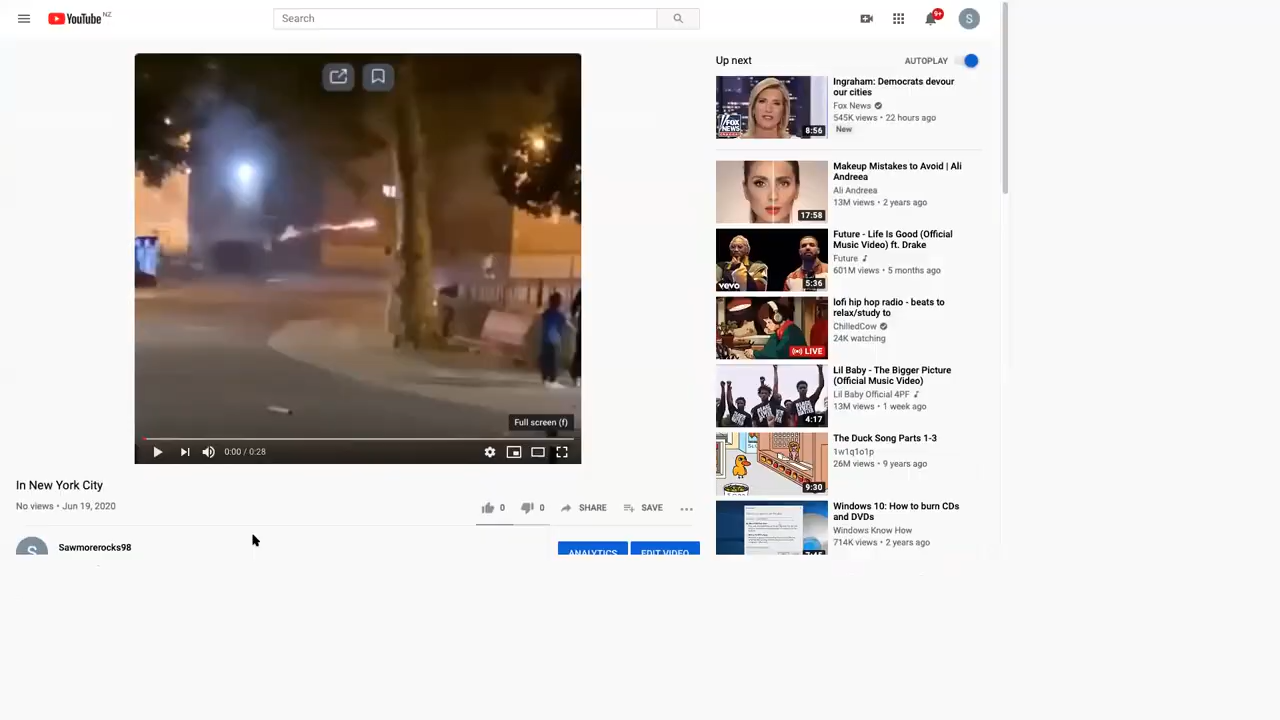 YouTube NZ
Search
9+
S
Up next
AUTOPLAY
Full screen (f)
0:00 / 0:28
In New York City
No views • Jun 19, 2020
0
0
SHARE
SAVE
S
Sawmorerocks98
ANALYTICS
EDIT VIDEO
FOX NEWS
8:56
Ingraham: Democrats devour
our cities
Fox News
545K views • 22 hours ago
New
17:58
Makeup Mistakes to Avoid | Ali
Andreea
Ali Andreea
13M views • 2 years ago
vevo
5:36
Future - Life Is Good (Official
Music Video) ft. Drake
Future
601M views • 5 months ago
LIVE
lofi hip hop radio - beats to
relax/study to
ChilledCow
24K watching
4:17
Lil Baby - The Bigger Picture
(Official Music Video)
Lil Baby Official 4PF
13M views • 1 week ago
9:30
The Duck Song Parts 1-3
1w1q1o1p
26M views • 9 years ago
Windows 10: How to burn CDs
and DVDs
Windows Know How
714K views • 2 years ago